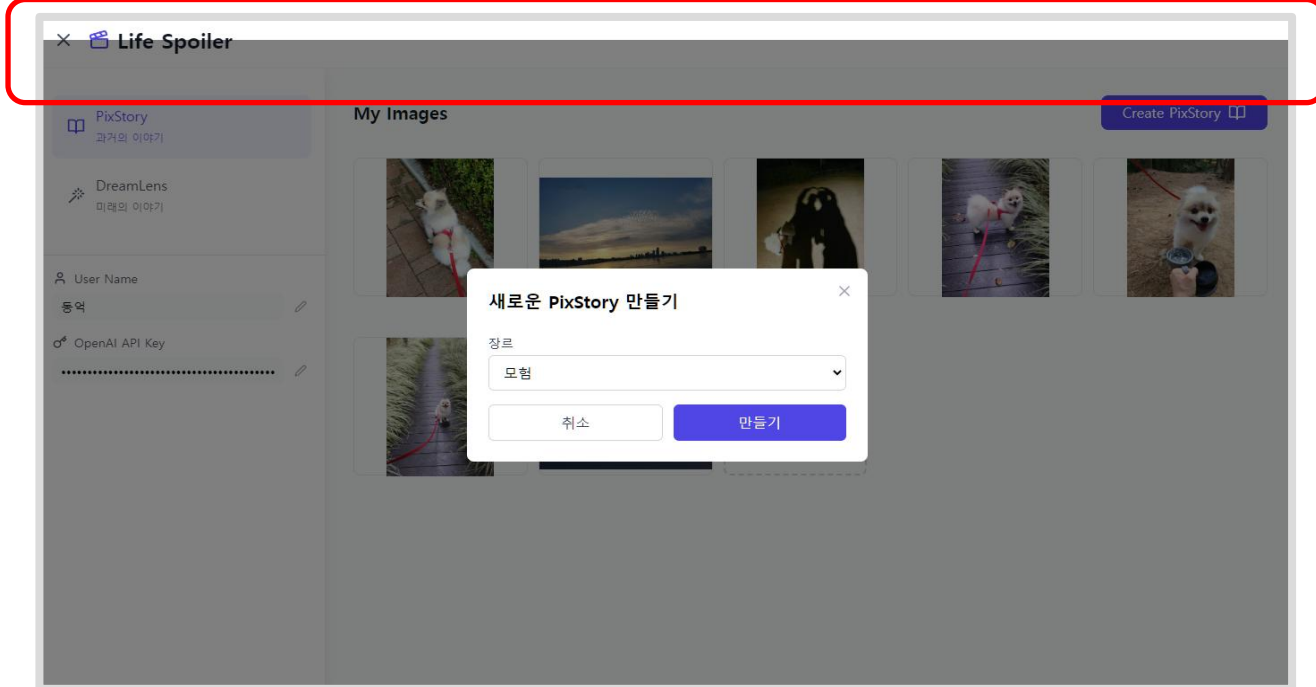 Life Spoiler
PixStory
과거의 이야기
DreamLens
미래의 이야기
User Name
동억
OpenAI API Key
My Images
Create PixStory
새로운 PixStory 만들기
장르
모험
취소
만들기